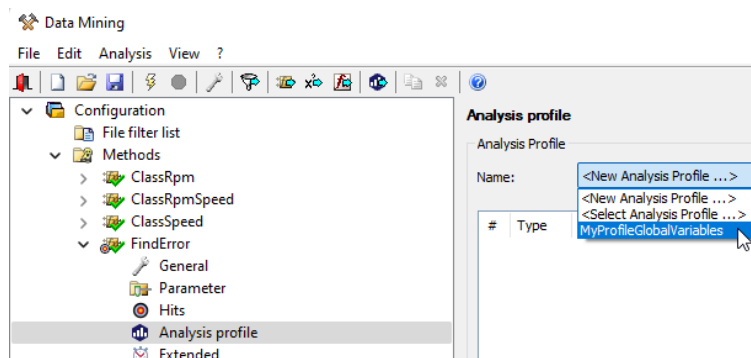 Data Mining
File Edit Analysis View ?
Configuration
File filter list
Methods
ClassRpm
ClassRpmSpeed
ClassSpeed
FindError
General
Parameter
Hits
Analysis profile
Extended
Analysis profile
Analysis Profile
Name: <New Analysis Profile ...>
<New Analysis Profile ...>
<Select Analysis Profile ...>
MyProfileGlobalVariables
# Type